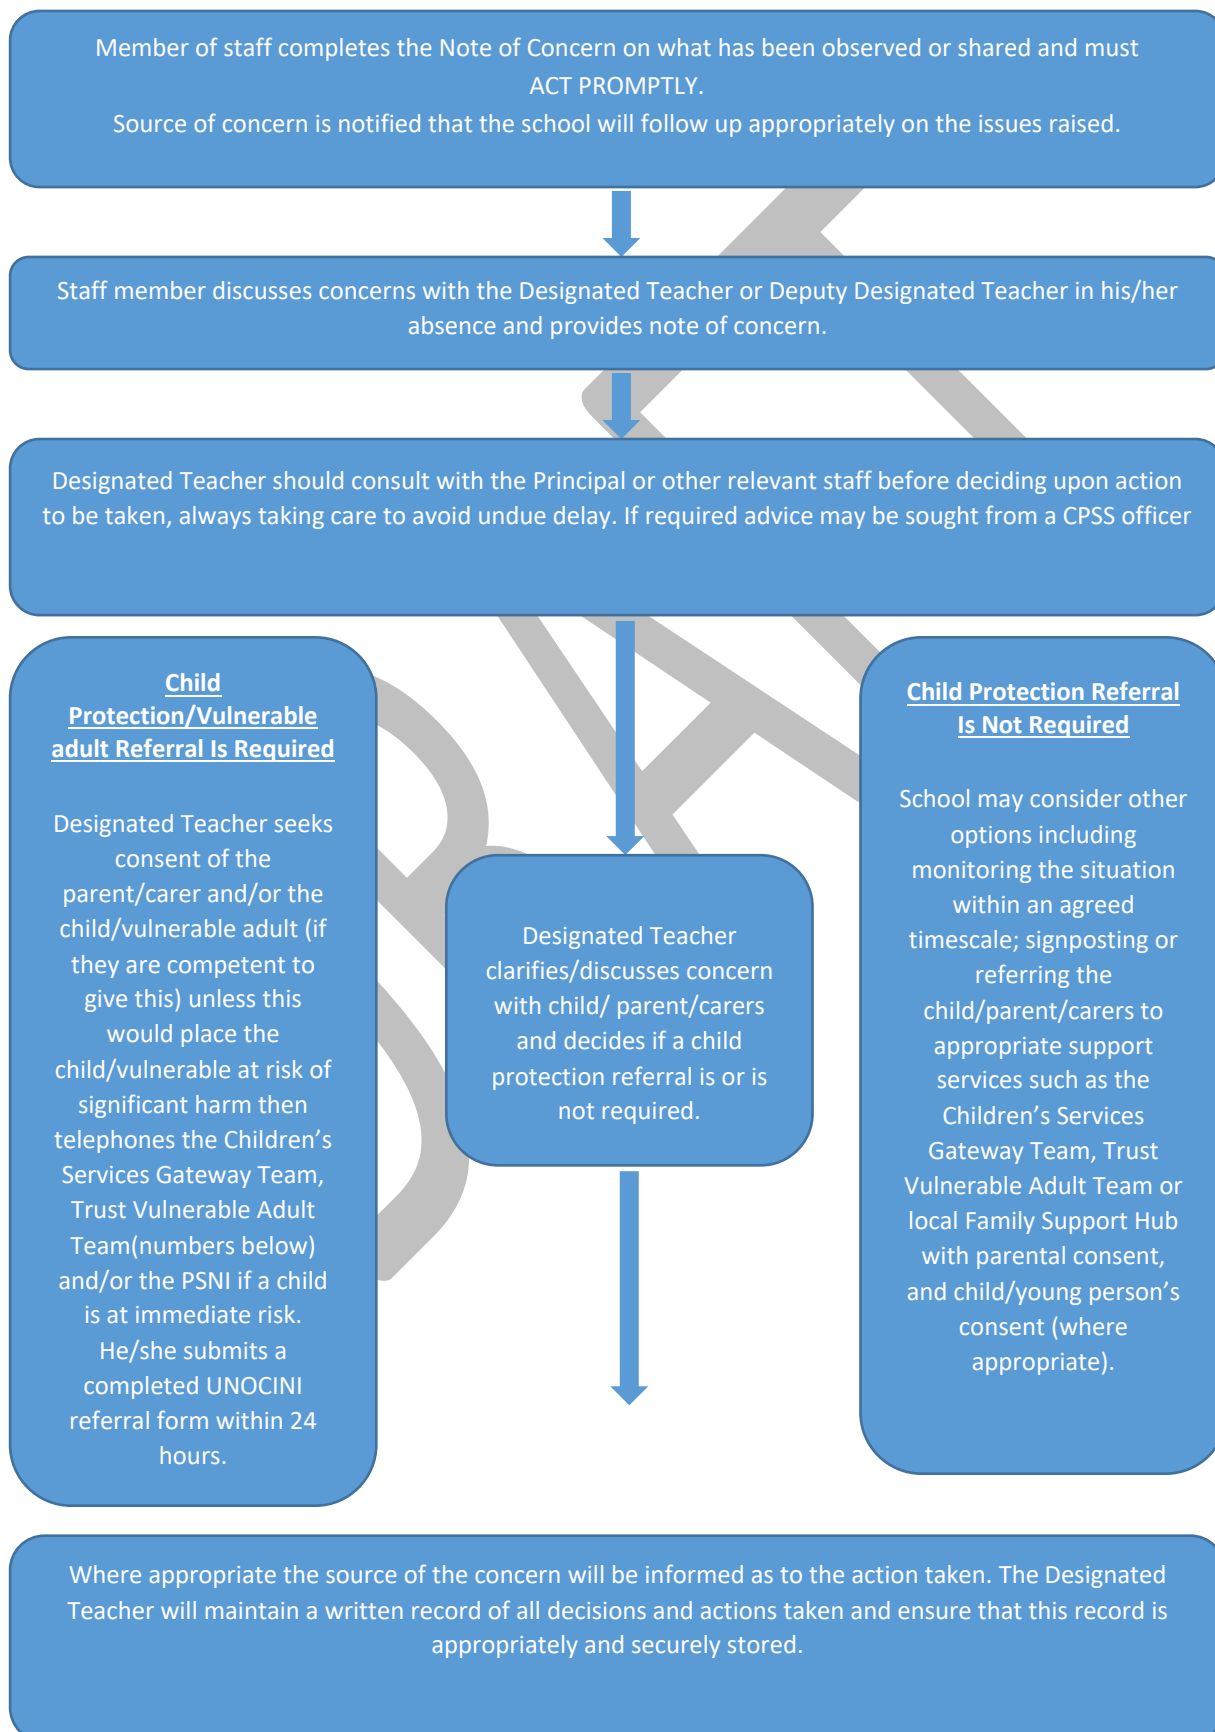 Member of staff completes the Note of Concern on what has been observed or shared and must
ACT PROMPTLY.
Source of concern is notified that the school will follow up appropriately on the issues raised.
Staff member discusses concerns with the Designated Teacher or Deputy Designated Teacher in his/her
absence and provides note of concern.
Designated Teacher should consult with the Principal or other relevant staff before deciding upon action
to be taken, always taking care to avoid undue delay. If required advice may be sought from a CPSS officer
Child
Protection/Vulnerable
adult Referral Is Required
Designated Teacher seeks
consent of the
parent/carer and/or the
child/vulnerable adult (if
they are competent to
give this) unless this
would place the
child/vulnerable at risk of
significant harm then
telephones the Children’s
Services Gateway Team,
Trust Vulnerable Adult
Team(numbers below)
and/or the PSNI if a child
is at immediate risk.
He/she submits a
completed UNOCINI
referral form within 24
hours.
Designated Teacher
clarifies/discusses concern
with child/ parent/carers
and decides if a child
protection referral is or is
not required.
Child Protection Referral
Is Not Required
School may consider other
options including
monitoring the situation
within an agreed
timescale; signposting or
referring the
child/parent/carers to
appropriate support
services such as the
Children’s Services
Gateway Team, Trust
Vulnerable Adult Team or
local Family Support Hub
with parental consent,
and child/young person’s
consent (where
appropriate).
Where appropriate the source of the concern will be informed as to the action taken. The Designated
Teacher will maintain a written record of all decisions and actions taken and ensure that this record is
appropriately and securely stored.
DRAFT